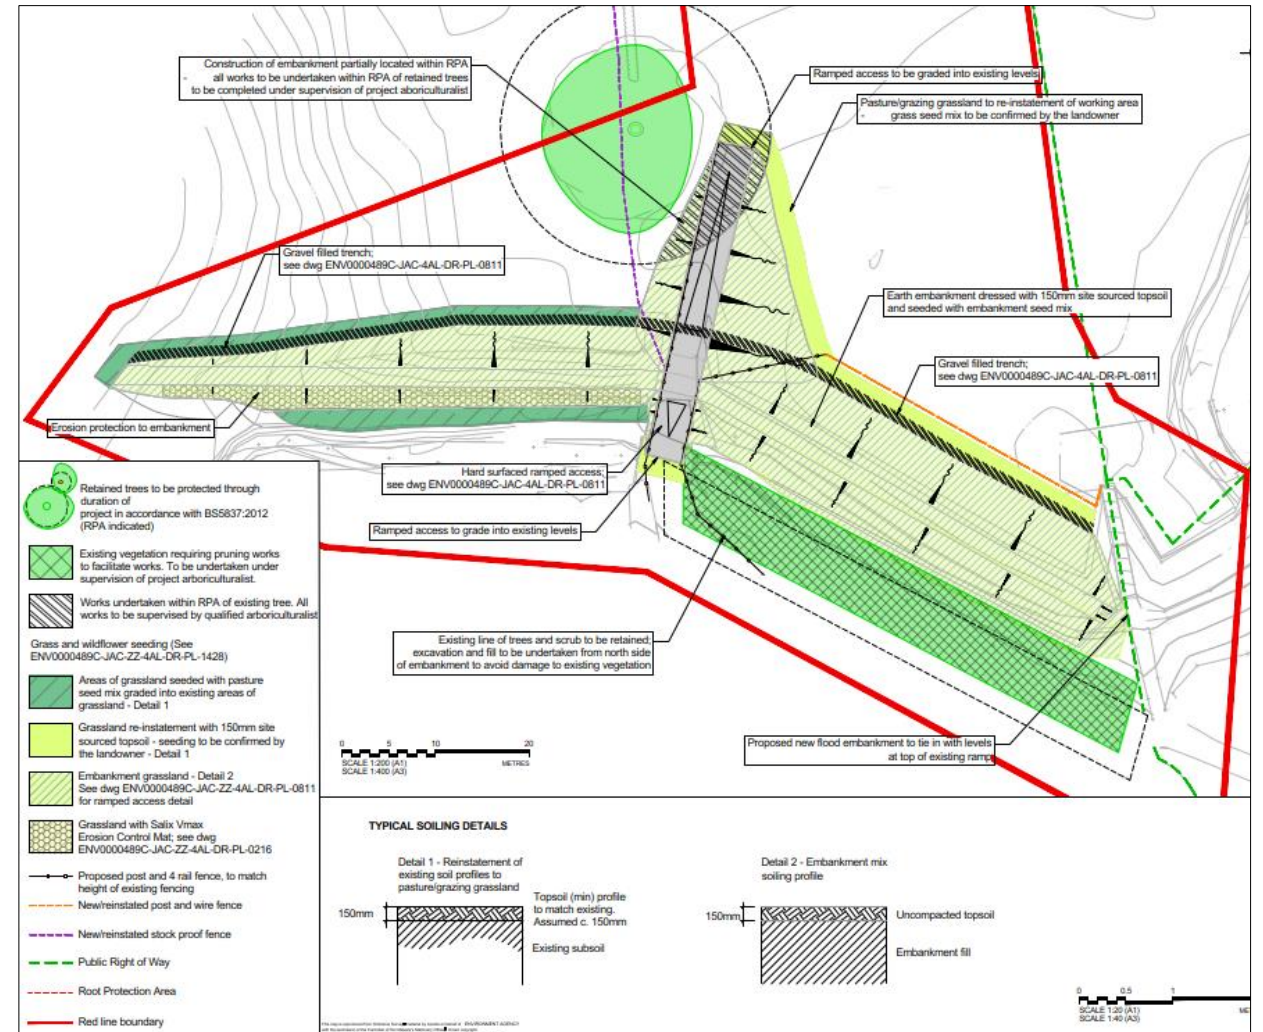 Construction of embankment partially located within RPA
- all works to be undertaken within RPA of retained trees
to be completed under supervision of project aboriculturalist
Ramped access to be graded into existing levels
Pasture/grazing grassland to re-instatement of working area
- grass seed mix to be confirmed by the landowner
Gravel filled trench;
see dwg ENV0000489C-JAC-4AL-DR-PL-0811
Earth embankment dressed with 150mm site sourced topsoil
and seeded with embankment seed mix
Gravel filled trench;
see dwg ENV0000489C-JAC-4AL-DR-PL-0811
Erosion protection to embankment
Hard surfaced ramped access;
see dwg ENV0000489C-JAC-4AL-DR-PL-0811
Ramped access to grade into existing levels
Existing line of trees and scrub to be retained;
excavation and fill to be undertaken from north side
of embankment to avoid damage to existing vegetation
Proposed new flood embankment to tie in with levels
at top of existing ramp
0 5 10 20
SCALE 1:200 (A1) METRES
SCALE 1:400 (A3)
Retained trees to be protected through
duration of
project in accordance with BS5837:2012
(RPA indicated)
Existing vegetation requiring pruning works
to facilitate works. To be undertaken under
supervision of project arboriculturalist.
Works undertaken within RPA of existing tree. All
works to be supervised by qualified arboriculturalist
Grass and wildflower seeding (See
ENV0000489C-JAC-ZZ-4AL-DR-PL-1428)
Areas of grassland seeded with pasture
seed mix graded into existing areas of
grassland - Detail 1
Grassland re-instatement with 150mm site
sourced topsoil - seeding to be confirmed by
the landowner - Detail 1
Embankment grassland - Detail 2
See dwg ENV0000489C-JAC-ZZ-4AL-DR-PL-0811
for ramped access detail
Grassland with Salix Vmax
Erosion Control Mat; see dwg
ENV0000489C-JAC-ZZ-4AL-DR-PL-0216
Proposed post and 4 rail fence, to match
height of existing fencing
New/reinstated post and wire fence
New/reinstated stock proof fence
Public Right of Way
Root Protection Area
Red line boundary
TYPICAL SOILING DETAILS
Detail 1 - Reinstatement of
existing soil profiles to
pasture/grazing grassland
150mm
Topsoil (min) profile
to match existing.
Assumed c. 150mm
Existing subsoil
Detail 2 - Embankment mix
soiling profile
150mm
Uncompacted topsoil
Embankment fill
0 0.5 1
SCALE 1:20 (A1) ME
SCALE 1:40 (A3)